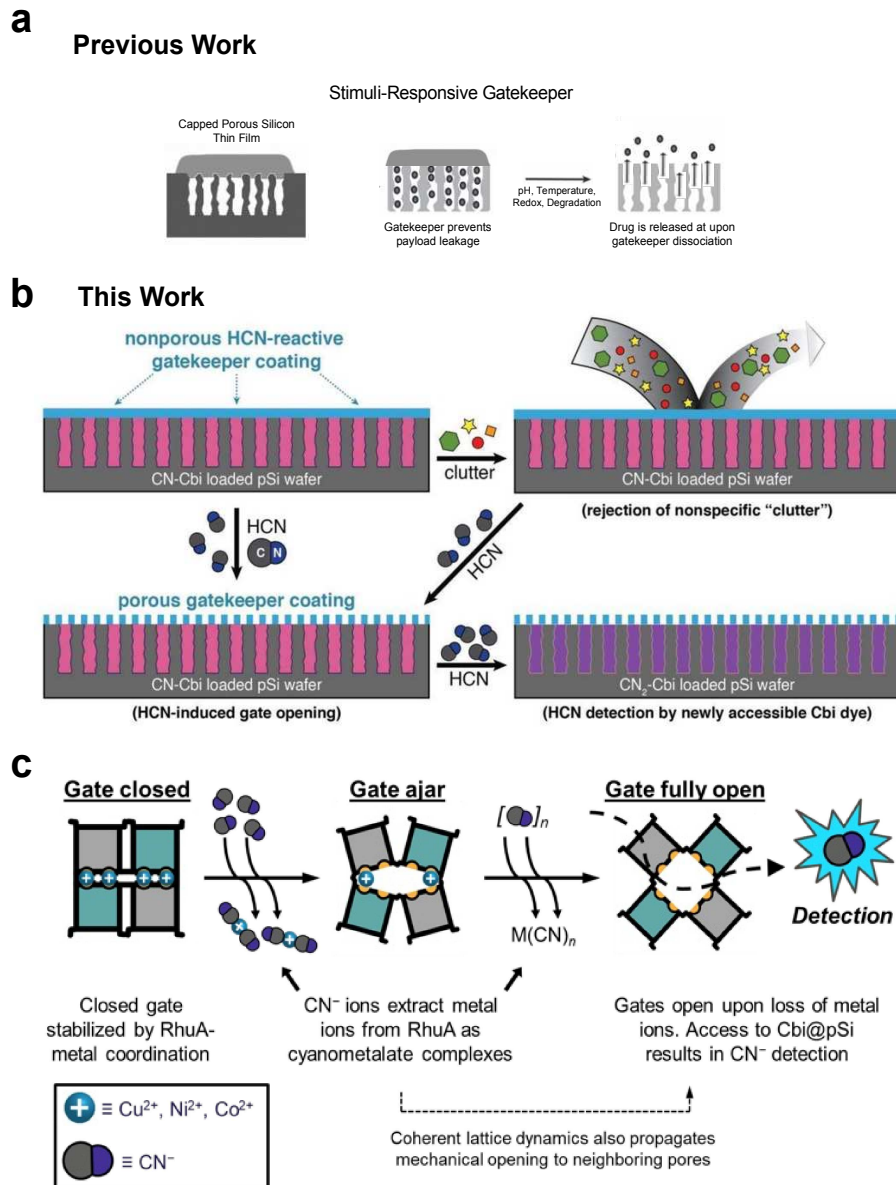 a
Previous Work
Stimuli-Responsive Gatekeeper
Capped Porous Silicon
Thin Film
Gatekeeper prevents
payload leakage
pH, Temperature,
Redox, Degradation
Drug is released at upon
gatekeeper dissociation
b
This Work
nonporous HCN-reactive
gatekeeper coating
CN-Cbi loaded pSi wafer
clutter
CN-Cbi loaded pSi wafer
(rejection of nonspecific "clutter")
HCN
C N
HCN
porous gatekeeper coating
CN-Cbi loaded pSi wafer
(HCN-induced gate opening)
HCN
CN₂-Cbi loaded pSi wafer
(HCN detection by newly accessible Cbi dye)
c
Gate closed
Gate ajar
Gate fully open
[ ]n
M(CN)n
Detection
Closed gate
stabilized by RhuA-
metal coordination
CN⁻ ions extract metal
ions from RhuA as
cyanometalate complexes
Gates open upon loss of metal
ions. Access to Cbi@pSi
results in CN⁻ detection
+ ≡ Cu²⁺, Ni²⁺, Co²⁺
≡ CN⁻
Coherent lattice dynamics also propagates
mechanical opening to neighboring pores